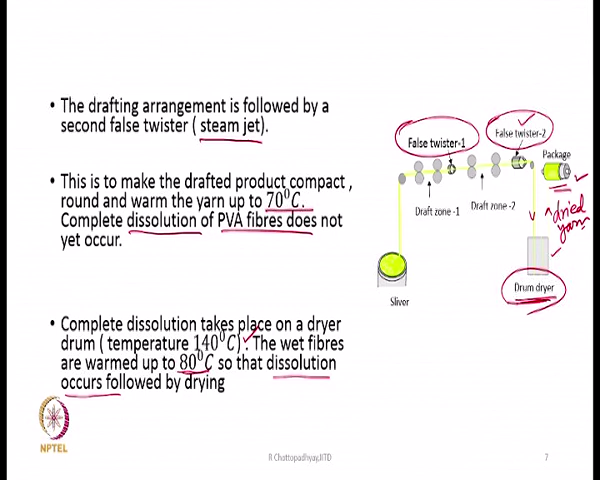 • The drafting arrangement is followed by a
second false twister ( steam jet).
• This is to make the drafted product compact ,
round and warm the yarn up to 70⁰C.
Complete dissolution of PVA fibres does not
yet occur.
• Complete dissolution takes place on a dryer
drum ( temperature 140⁰C) . The wet fibres
are warmed up to 80⁰C so that dissolution
occurs followed by drying
False twister-1
False twister-2
Package
Draft zone -1
Draft zone -2
dried
yarn
Drum dryer
Sliver
NPTEL
R Chattopadhyay,IITD
7